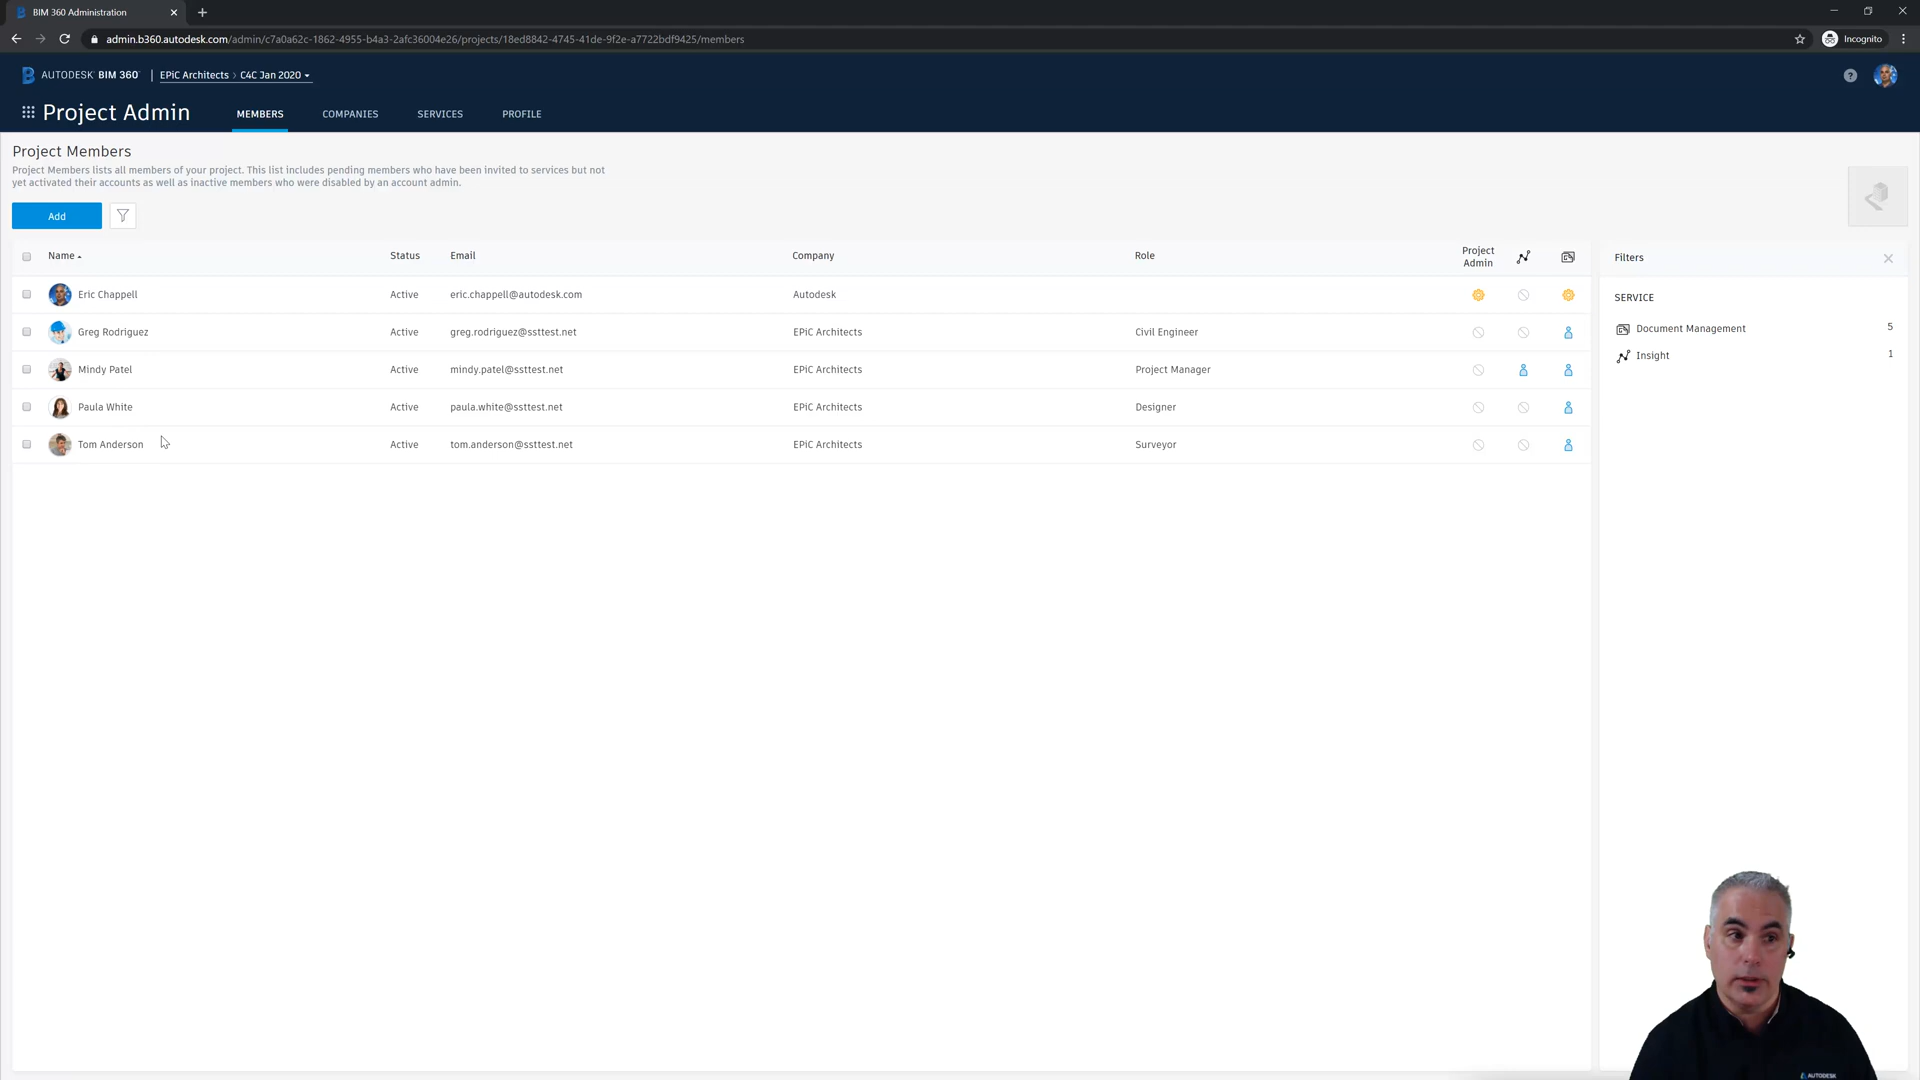 BIM 360 Administration
admin.b360.autodesk.com/admin/c7a0a62c-1862-4955-b4a3-2afc36004e26/projects/18ed8842-4745-41de-9f2e-a7722bdf9425/members
Incognito
AUTODESK BIM 360 | EPiC Architects > C4C Jan 2020
?
Project Admin
MEMBERS
COMPANIES
SERVICES
PROFILE
Project Members
Project Members lists all members of your project. This list includes pending members who have been invited to services but not
yet activated their accounts as well as inactive members who were disabled by an account admin.
Add
Name Status Email Company Role Project Admin
Eric Chappell Active eric.chappell@autodesk.com Autodesk
Greg Rodriguez Active greg.rodriguez@ssttest.net EPiC Architects Civil Engineer
Mindy Patel Active mindy.patel@ssttest.net EPiC Architects Project Manager
Paula White Active paula.white@ssttest.net EPiC Architects Designer
Tom Anderson Active tom.anderson@ssttest.net EPiC Architects Surveyor
Filters
SERVICE
Document Management 5
Insight 1
AUTODESK